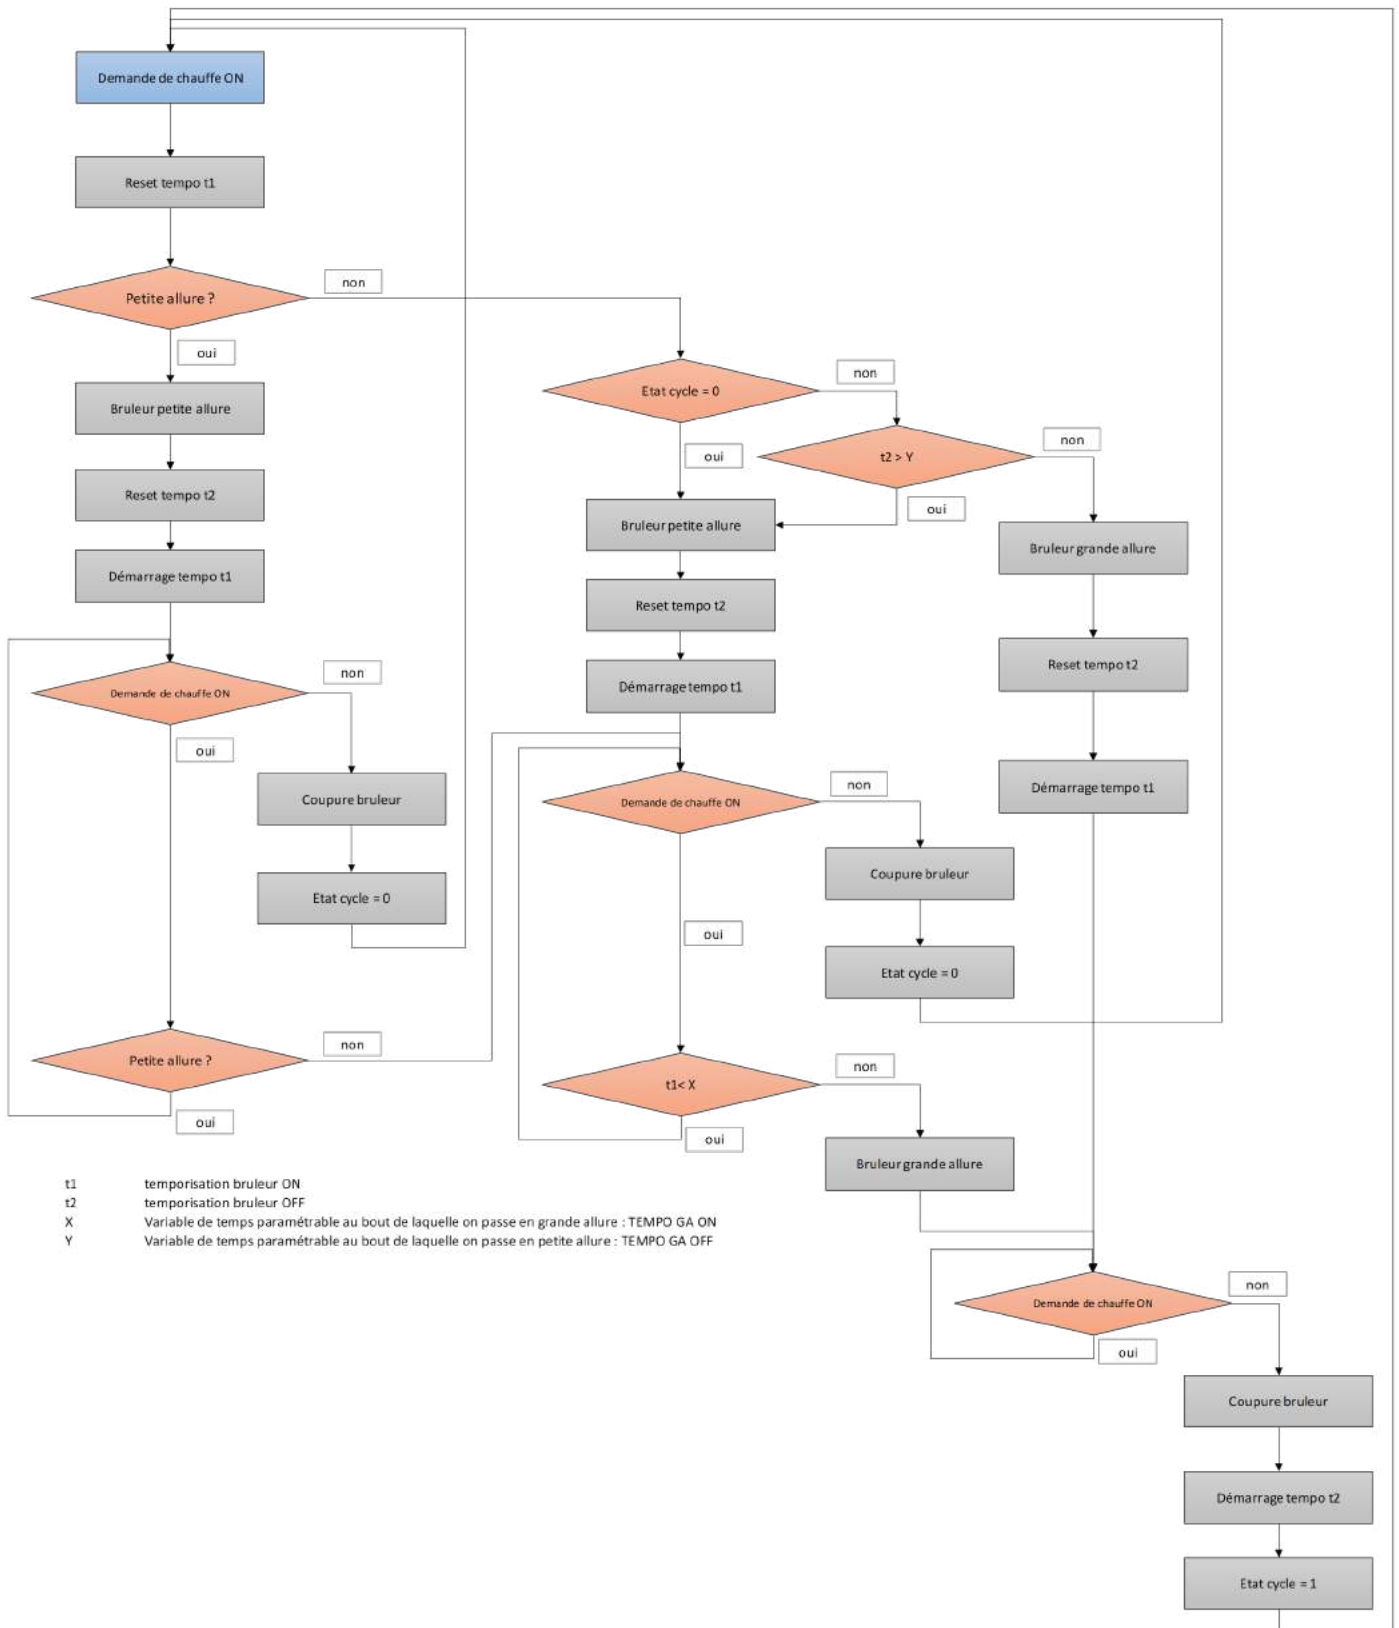 Demande de chauffe ON
Reset tempo t1
Petite allure ?
non
oui
Bruleur petite allure
Reset tempo t2
Démarrage tempo t1
Demande de chauffe ON
non
oui
Coupure bruleur
Etat cycle = 0
Petite allure ?
non
oui
Etat cycle = 0
non
oui
t2 > Y
non
oui
Bruleur petite allure
Reset tempo t2
Démarrage tempo t1
Bruleur grande allure
Reset tempo t2
Démarrage tempo t1
Demande de chauffe ON
non
oui
Coupure bruleur
Etat cycle = 0
t1< X
non
oui
Bruleur grande allure
t1 temporisation bruleur ON
t2 temporisation bruleur OFF
X Variable de temps paramétrable au bout de laquelle on passe en grande allure : TEMPO GA ON
Y Variable de temps paramétrable au bout de laquelle on passe en petite allure : TEMPO GA OFF
Demande de chauffe ON
non
oui
Coupure bruleur
Démarrage tempo t2
Etat cycle = 1